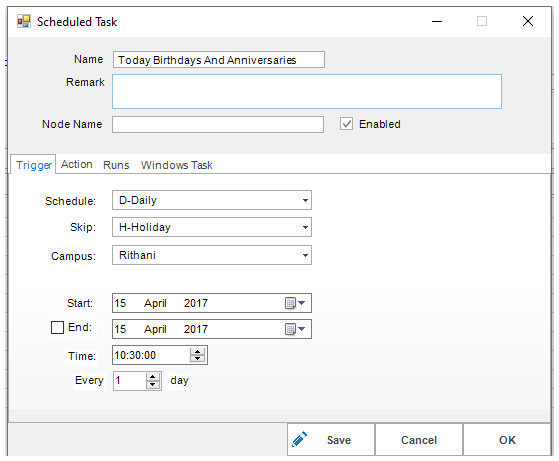 Scheduled Task
Name Today Birthdays And Anniversaries
Remark
Node Name Enabled
Trigger Action Runs Windows Task
Schedule: D-Daily
Skip: H-Holiday
Campus: Rithani
Start: 15 April 2017
End: 15 April 2017
Time: 10:30:00
Every 1 day
Save Cancel OK